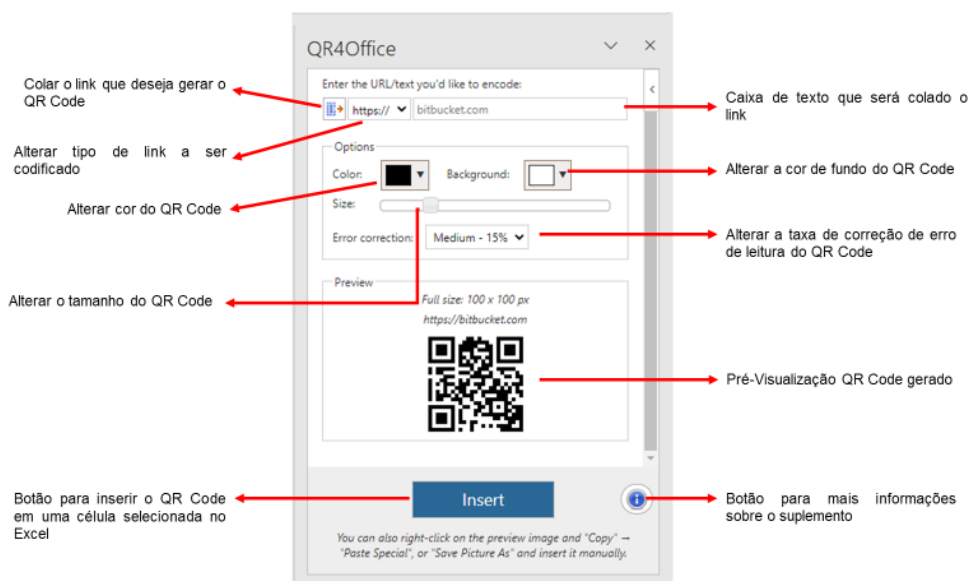 QR4Office
Enter the URL/text you'd like to encode:
https://
bitbucket.com
Options
Color:
Background:
Size:
Error correction:
Medium - 15%
Preview
Full size: 100 x 100 px
https://bitbucket.com
Insert
You can also right-click on the preview image and "Copy" →
"Paste Special", or "Save Picture As" and insert it manually.
Colar o link que deseja gerar o
QR Code
Alterar tipo de link a ser
codificado
Alterar cor do QR Code
Alterar o tamanho do QR Code
Botão para inserir o QR Code
em uma célula selecionada no
Excel
Caixa de texto que será colado o
link
Alterar a cor de fundo do QR Code
Alterar a taxa de correção de erro
de leitura do QR Code
Pré-Visualização QR Code gerado
Botão para mais informações
sobre o suplemento